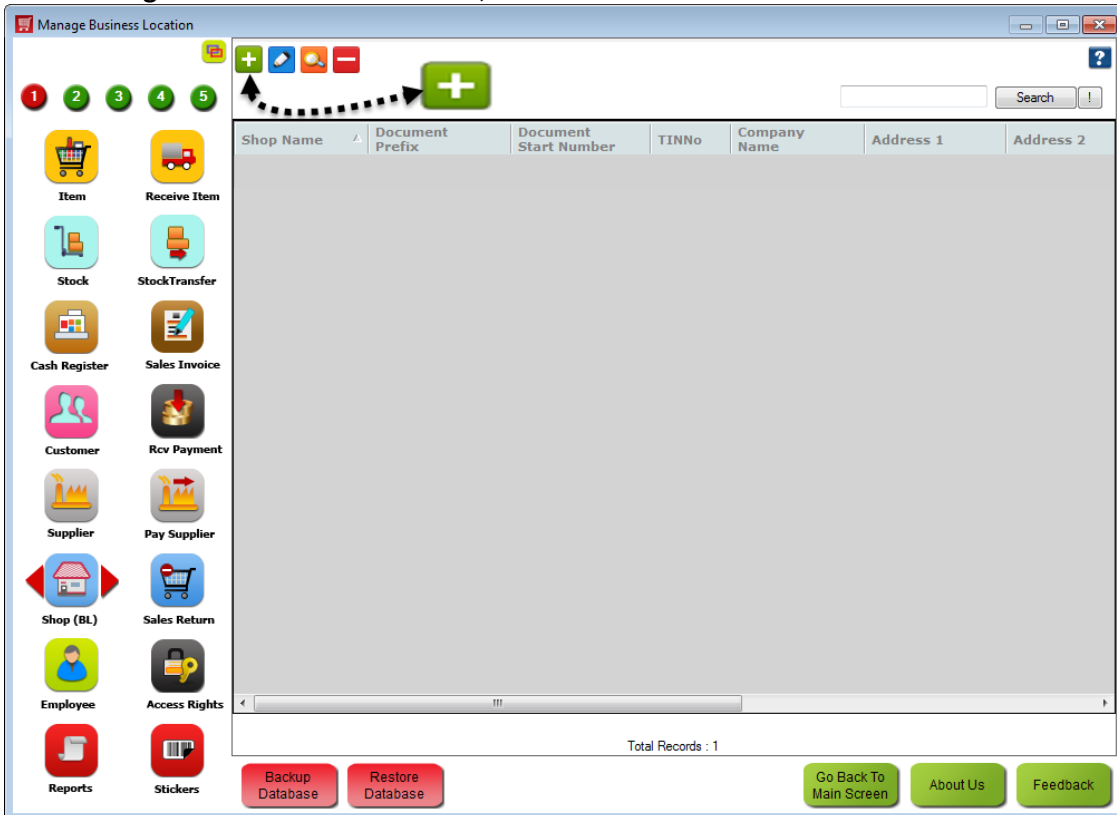 Manage Business Location
?
1 2 3 4 5
Search !
Shop Name Document Prefix Document Start Number TINNo Company Name Address 1 Address 2
Item Receive Item
Stock StockTransfer
Cash Register Sales Invoice
Customer Rcv Payment
Supplier Pay Supplier
Shop (BL) Sales Return
Employee Access Rights
Total Records : 1
Reports Stickers
Backup Database Restore Database Go Back To Main Screen About Us Feedback